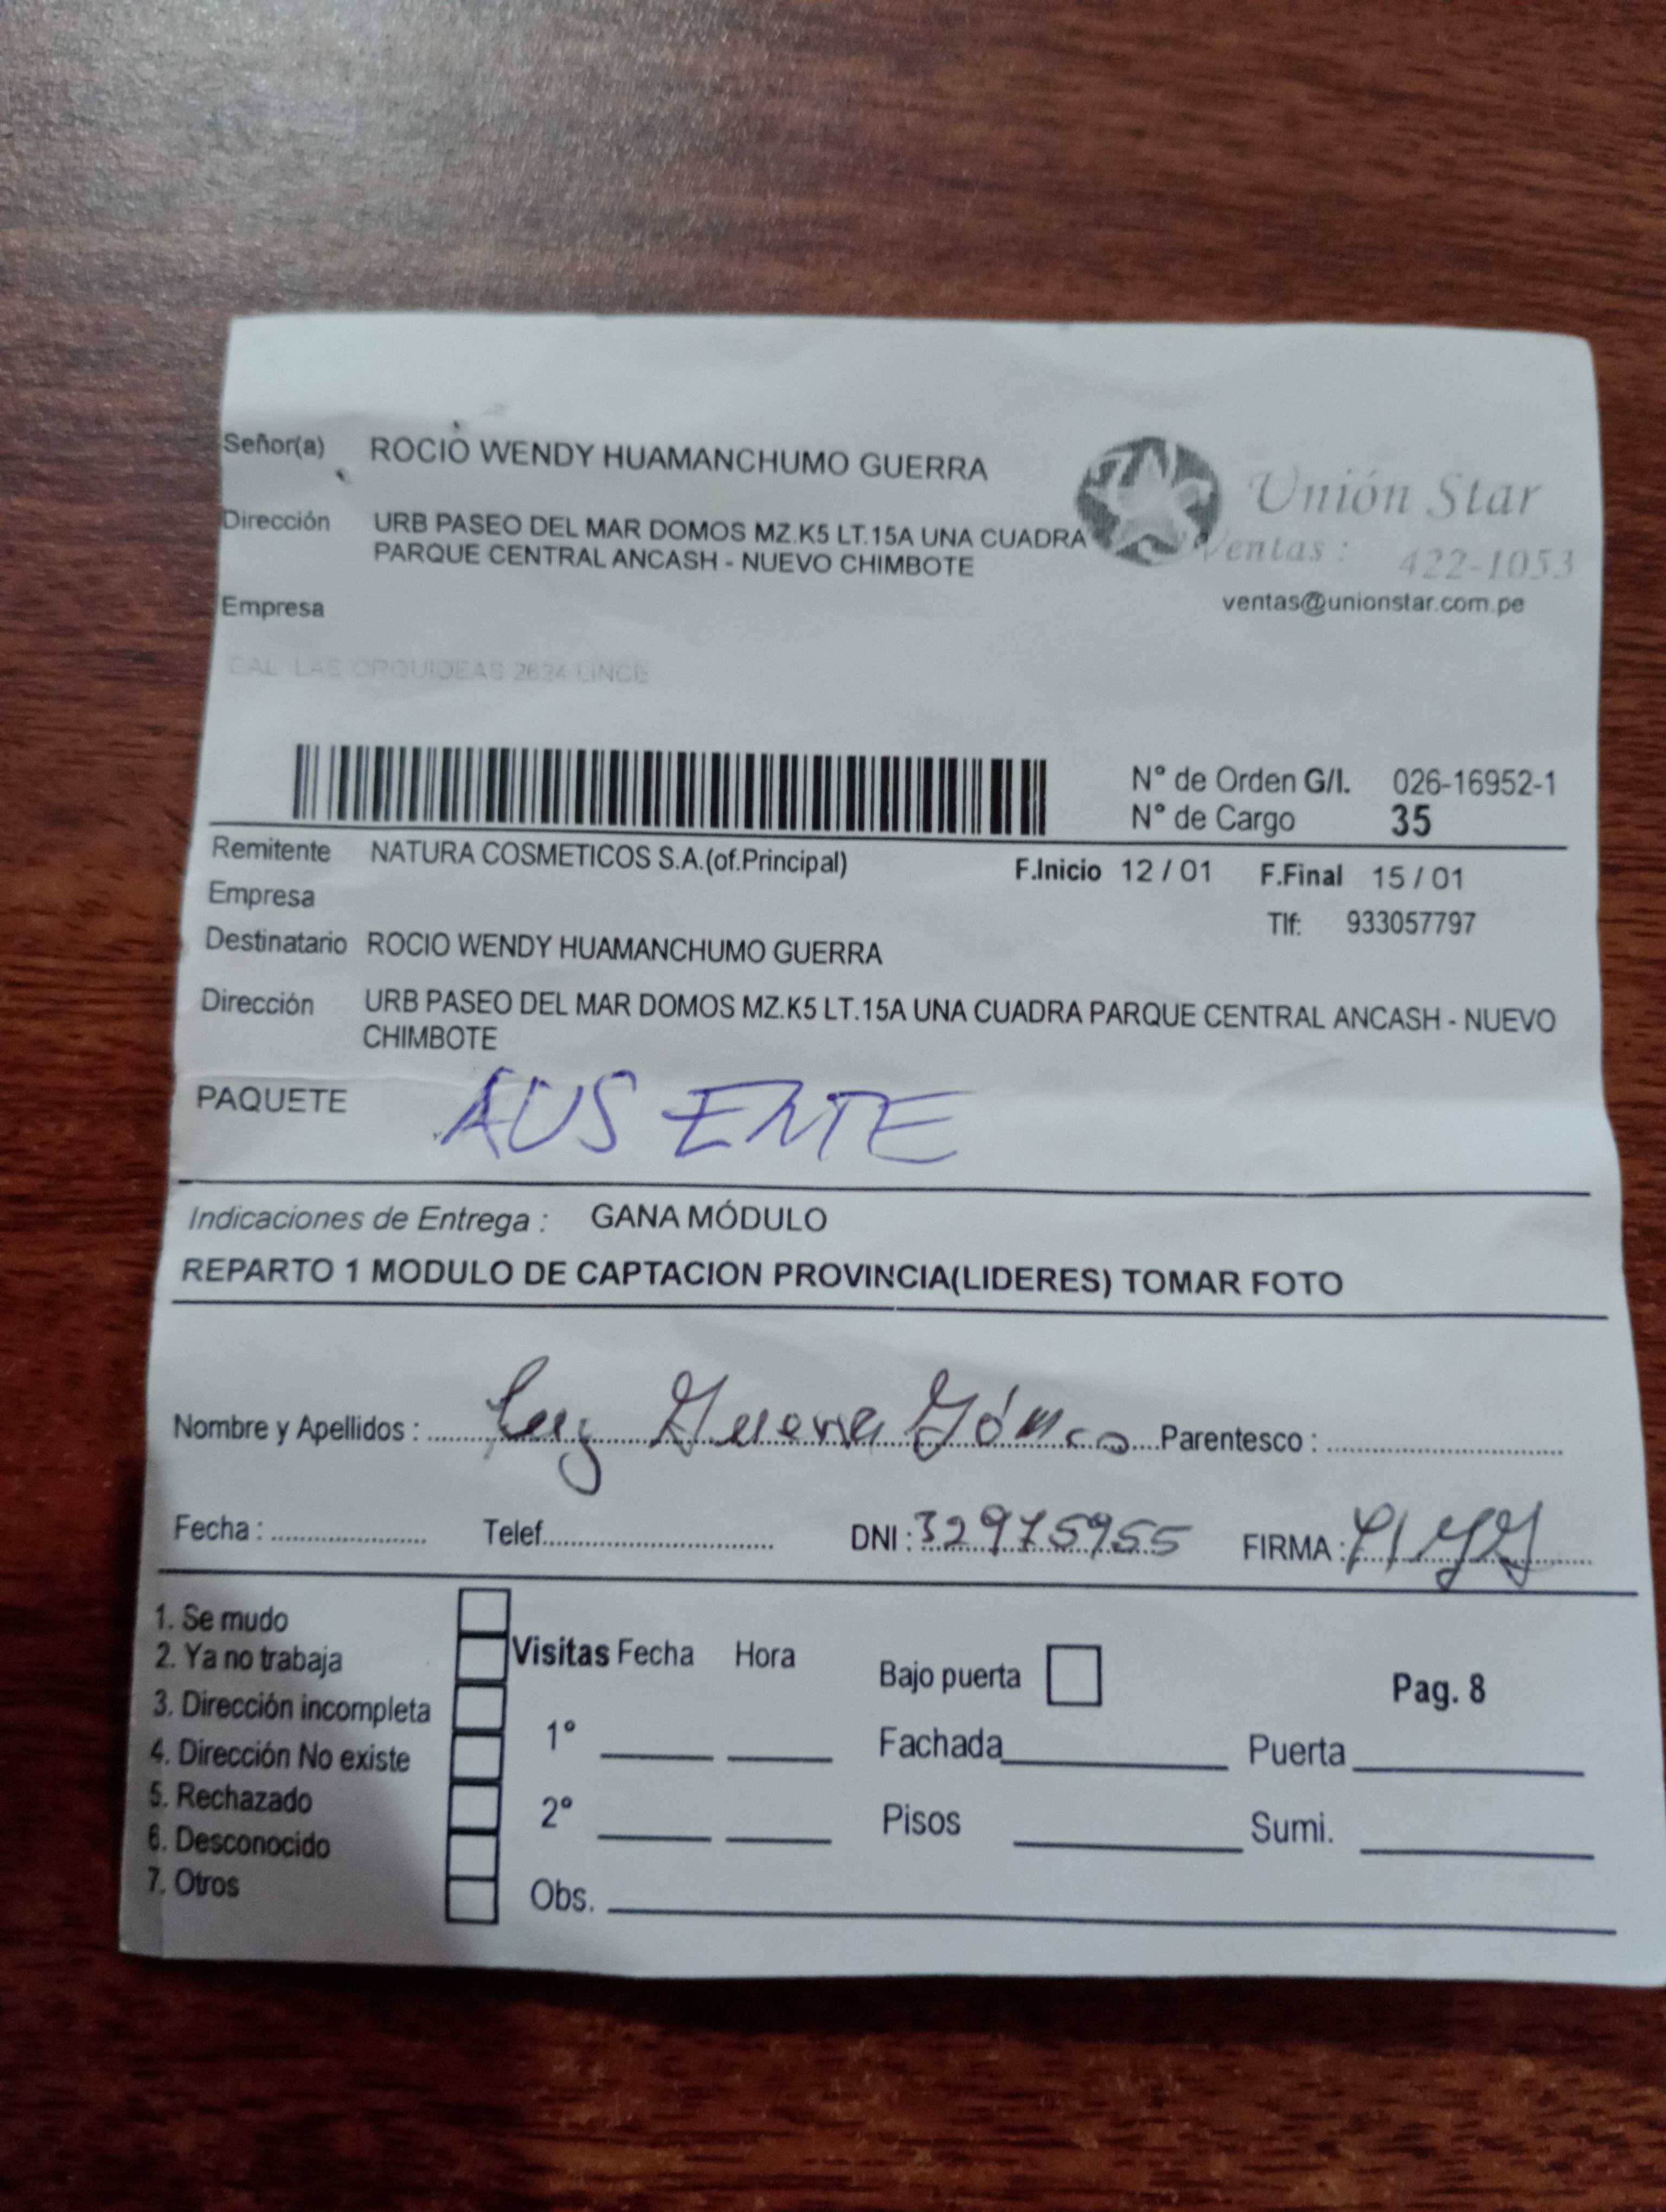 Señor(a) ROCIO WENDY HUAMANCHUMO GUERRA
Unión Star
Dirección URB PASEO DEL MAR DOMOS MZ.K5 LT.15A UNA CUADRA
PARQUE CENTRAL ANCASH - NUEVO CHIMBOTE
Ventas : 422-1053
Empresa
ventas@unionstar.com.pe
CAL LAS ORQUIDEAS 2634 LINCE
N° de Orden G/I. 026-16952-1
N° de Cargo 35
Remitente NATURA COSMETICOS S.A.(of.Principal) F.Inicio 12 / 01 F.Final 15 / 01
Empresa
Tlf: 933057797
Destinatario ROCIO WENDY HUAMANCHUMO GUERRA
Dirección URB PASEO DEL MAR DOMOS MZ.K5 LT.15A UNA CUADRA PARQUE CENTRAL ANCASH - NUEVO
CHIMBOTE
PAQUETE AUSENTE
Indicaciones de Entrega : GANA MÓDULO
REPARTO 1 MODULO DE CAPTACION PROVINCIA(LIDERES) TOMAR FOTO
Nombre y Apellidos : Luz Guerra Parentesco :
Fecha : Telef. DNI : 32975955 FIRMA :
1. Se mudo
2. Ya no trabaja
3. Dirección incompleta
4. Dirección No existe
5. Rechazado
6. Desconocido
7. Otros
Visitas Fecha Hora
1°
2°
Obs.
Bajo puerta
Pag. 8
Fachada Puerta
Pisos Sumi.